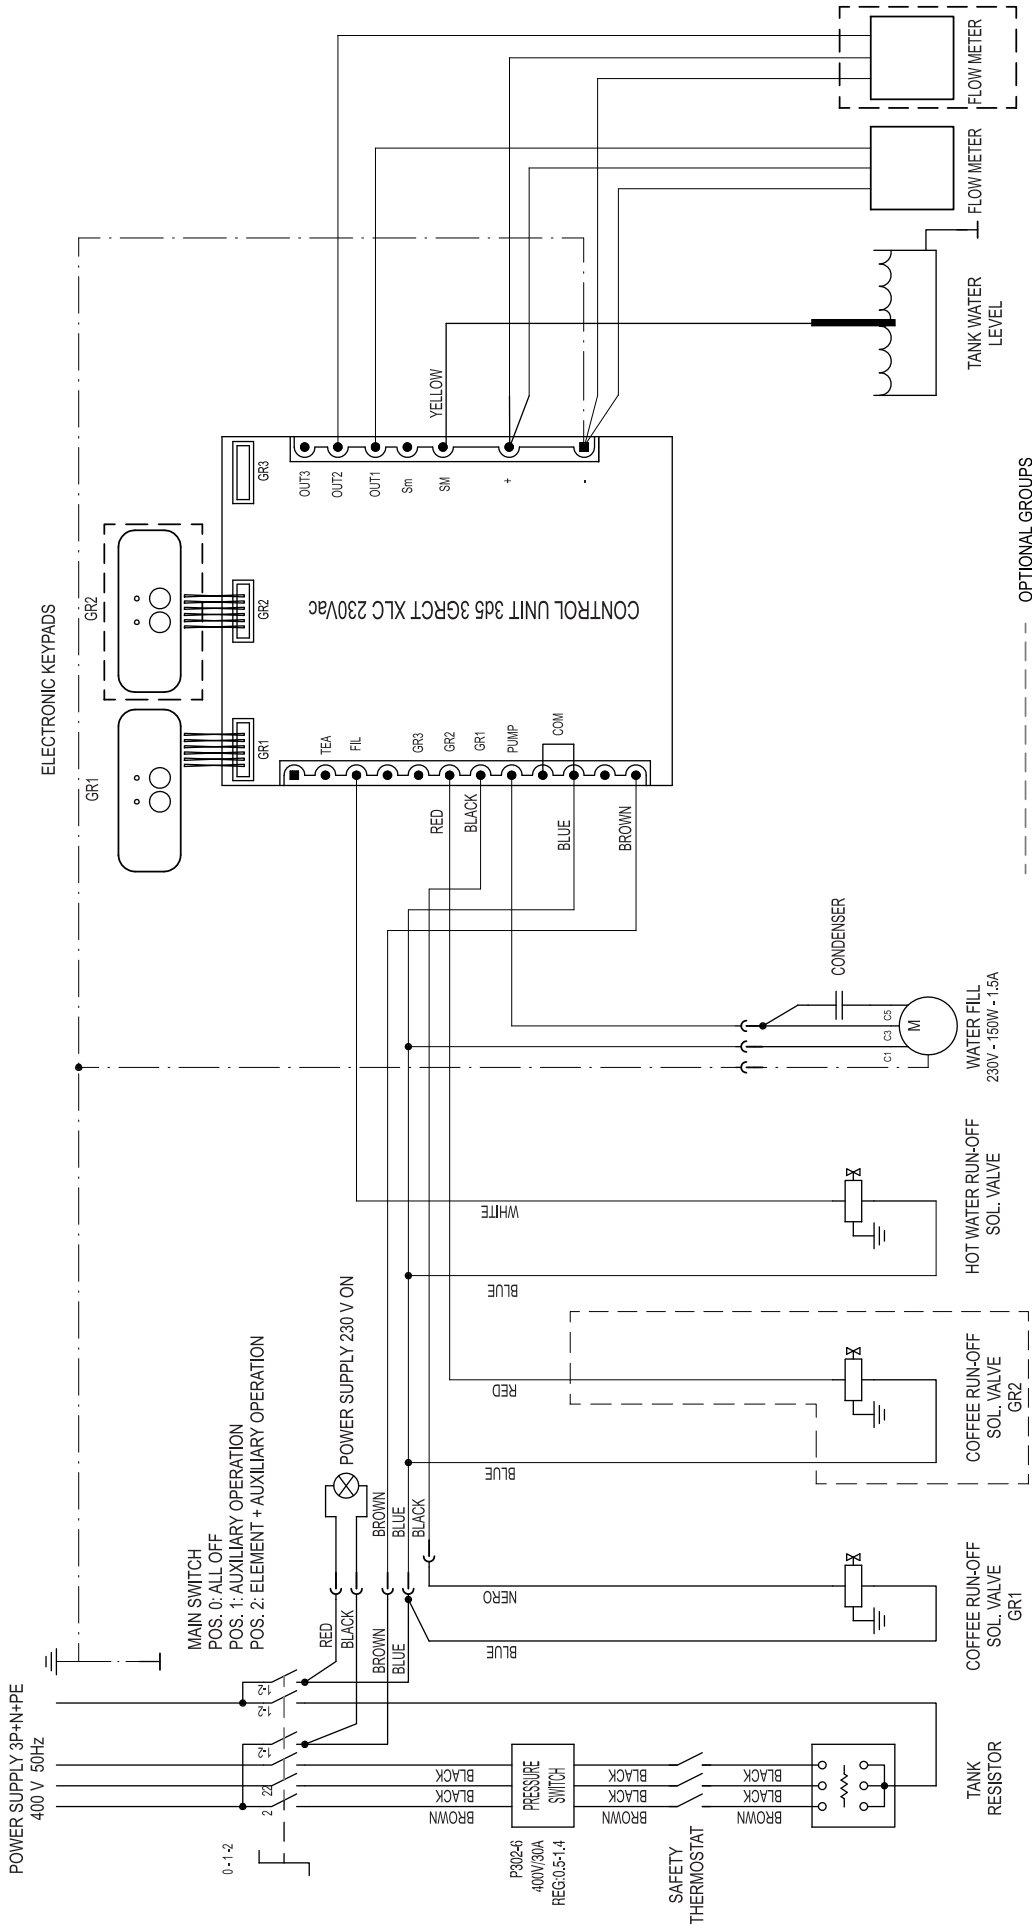 POWER SUPPLY 3P+N+PE
400 V 50Hz
0-1-2
2
22
1-2
1-2
1-2
MAIN SWITCH
POS. 0: ALL OFF
POS. 1: AUXILIARY OPERATION
POS. 2: ELEMENT + AUXILIARY OPERATION
RED
BLACK
BROWN
BLUE
POWER SUPPLY 230 V ON
BROWN
BLUE
BLACK
BROWN
BLACK
BLACK
P302-6
400V/30A
REG:0.5-1.4
PRESSURE
SWITCH
BROWN
BLACK
BLACK
SAFETY
THERMOSTAT
BROWN
BLACK
BLACK
TANK
RESISTOR
BLUE
NERO
COFFEE RUN-OFF
SOL. VALVE
GR1
BLUE
RED
COFFEE RUN-OFF
SOL. VALVE
GR2
BLUE
WHITE
HOT WATER RUN-OFF
SOL. VALVE
C1
C3
C5
M
CONDENSER
WATER FILL
230V - 150W - 1.5A
ELECTRONIC KEYPADS
GR1
GR2
GR1
GR2
GR3
TEA
FIL
GR3
GR2
GR1
PUMP
COM
RED
BLACK
BLUE
BROWN
CONTROL UNIT 3d5 3GRCT XLC 230Vac
OUT3
OUT2
OUT1
Sm
SM
+
-
YELLOW
TANK WATER
LEVEL
FLOW METER
FLOW METER
OPTIONAL GROUPS